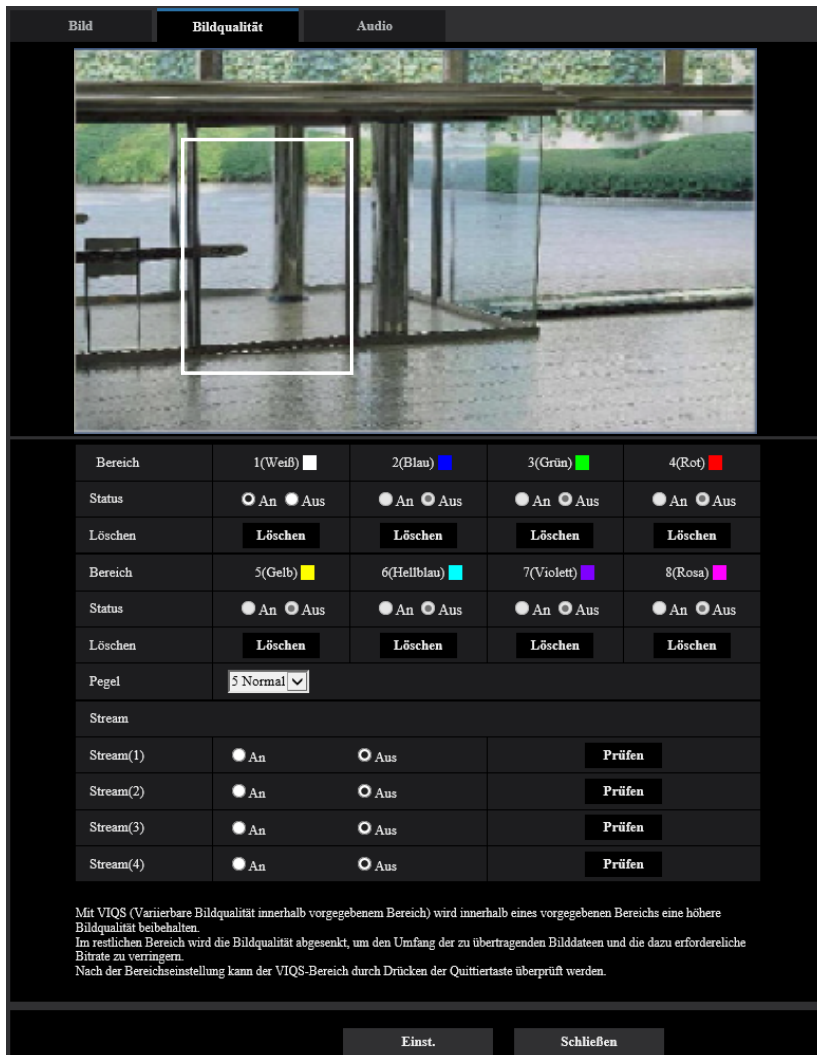 Bild Bildqualität Audio
Bereich 1(Weiß) 2(Blau) 3(Grün) 4(Rot)
Status An Aus An Aus An Aus An Aus
Löschen Löschen Löschen Löschen Löschen
Bereich 5(Gelb) 6(Hellblau) 7(Violett) 8(Rosa)
Status An Aus An Aus An Aus An Aus
Löschen Löschen Löschen Löschen Löschen
Pegel 5 Normal
Stream
Stream(1) An Aus Prüfen
Stream(2) An Aus Prüfen
Stream(3) An Aus Prüfen
Stream(4) An Aus Prüfen
Mit VIQS (Variierbare Bildqualität innerhalb vorgegebenem Bereich) wird innerhalb eines vorgegebenen Bereichs eine höhere
Bildqualität beibehalten.
Im restlichen Bereich wird die Bildqualität abgesenkt, um den Umfang der zu übertragenden Bilddateen und die dazu erfordereliche
Bitrate zu verringern.
Nach der Bereichseinstellung kann der VIQS-Bereich durch Drücken der Quittiertaste überprüft werden.
Einst. Schließen